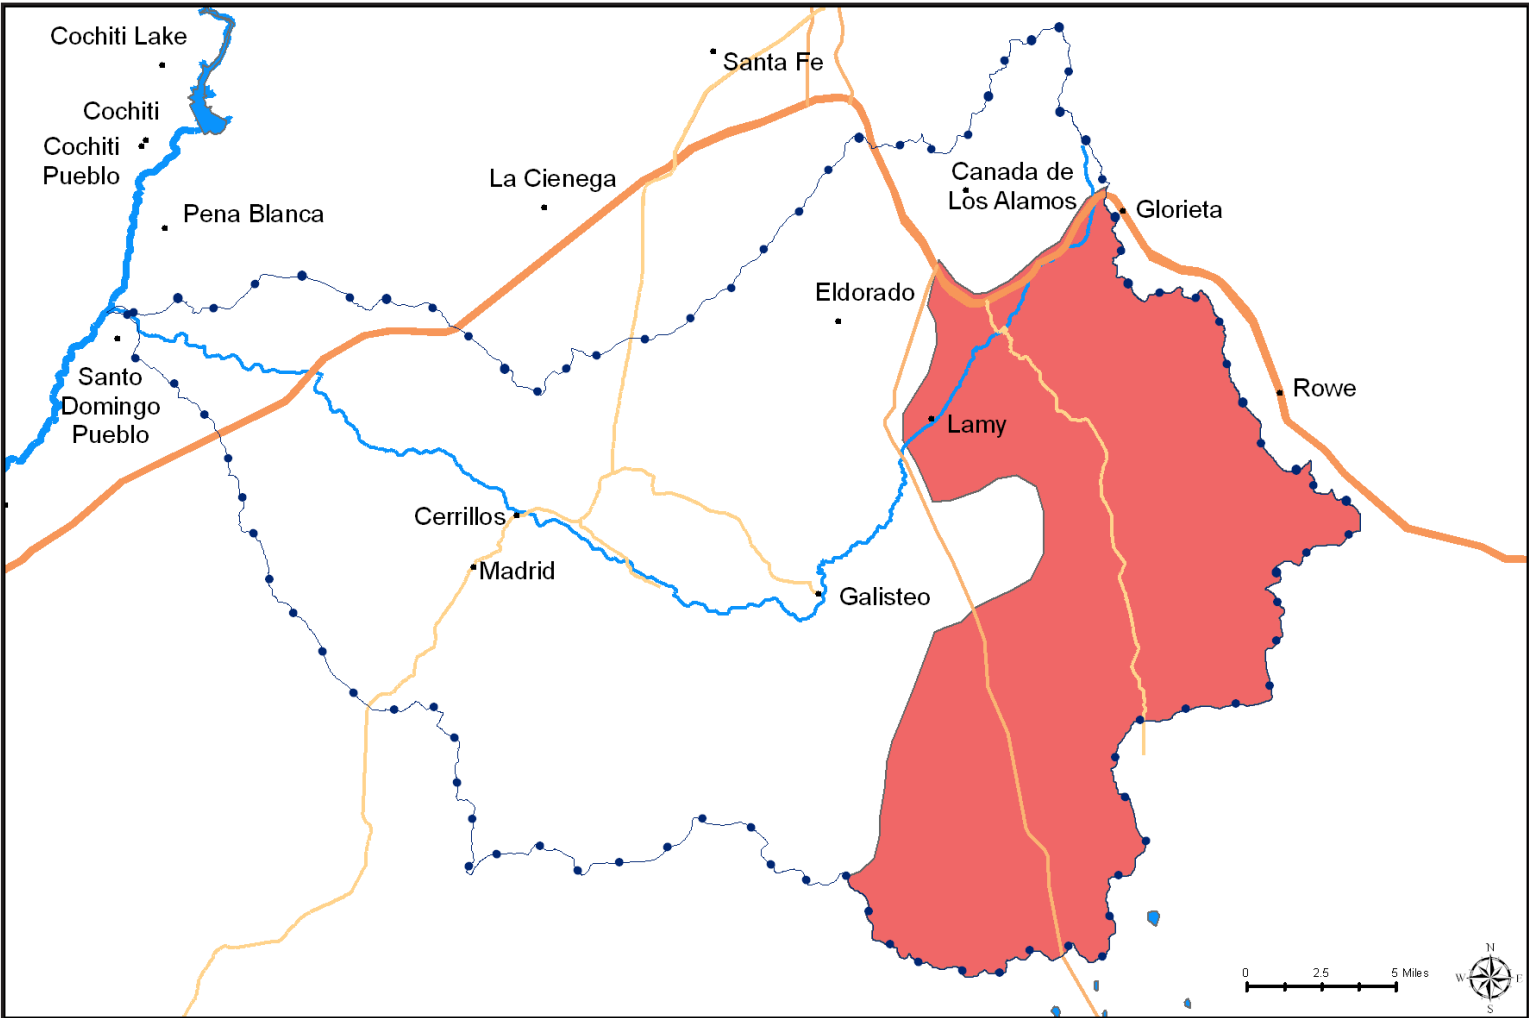 Cochiti Lake
Santa Fe
Cochiti
Cochiti
Pueblo
La Cienega
Canada de
Los Alamos
Pena Blanca
Glorieta
Eldorado
Santo
Domingo
Pueblo
Rowe
Lamy
Cerrillos
Madrid
Galisteo
0 2.5 5 Miles
N
W E
S